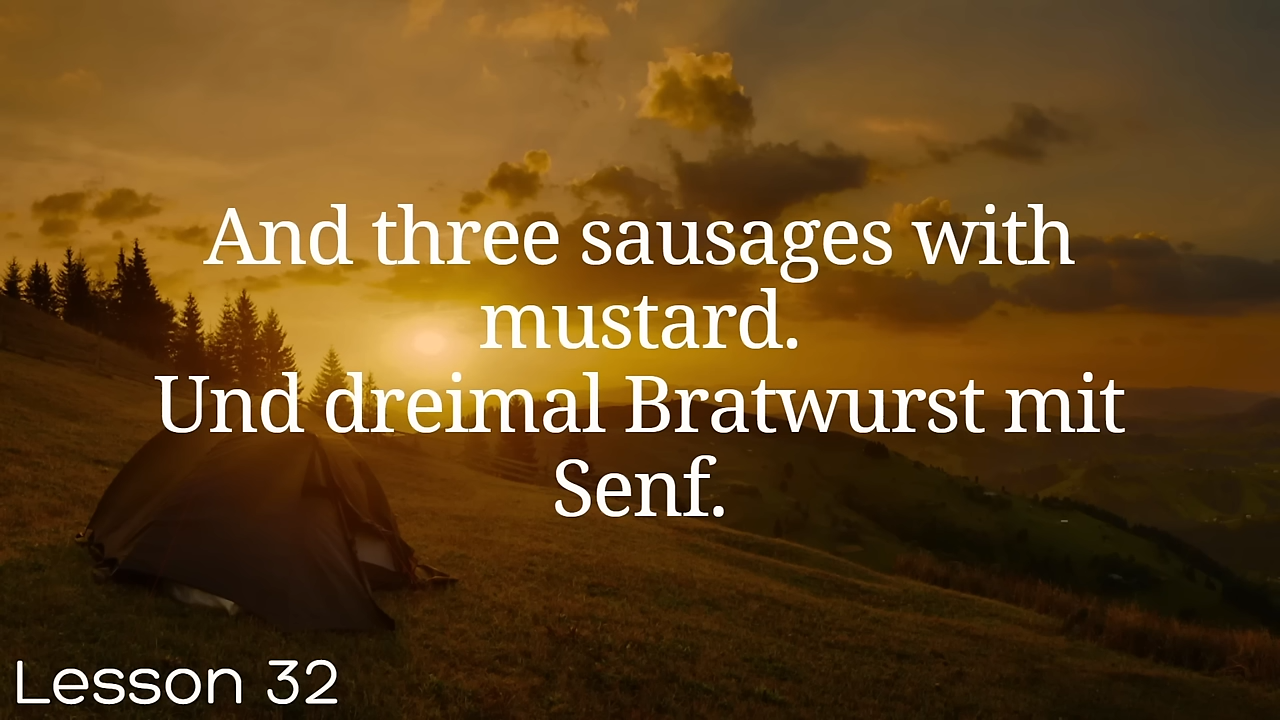 And three sausages with
mustard.
Und dreimal Bratwurst mit
Senf.
Lesson 32